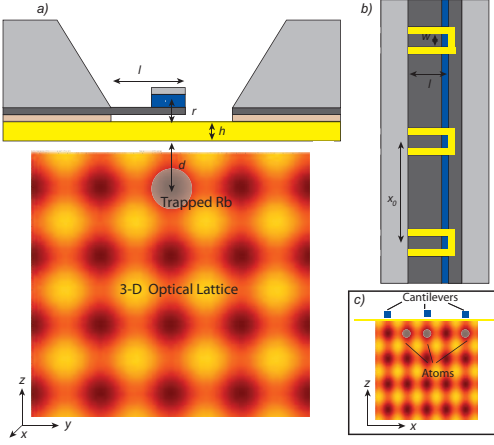 a)
l
r
h
d
Trapped Rb
3-D Optical Lattice
z
y
x
b)
w
l
x0
c)
Cantilevers
Atoms
z
x